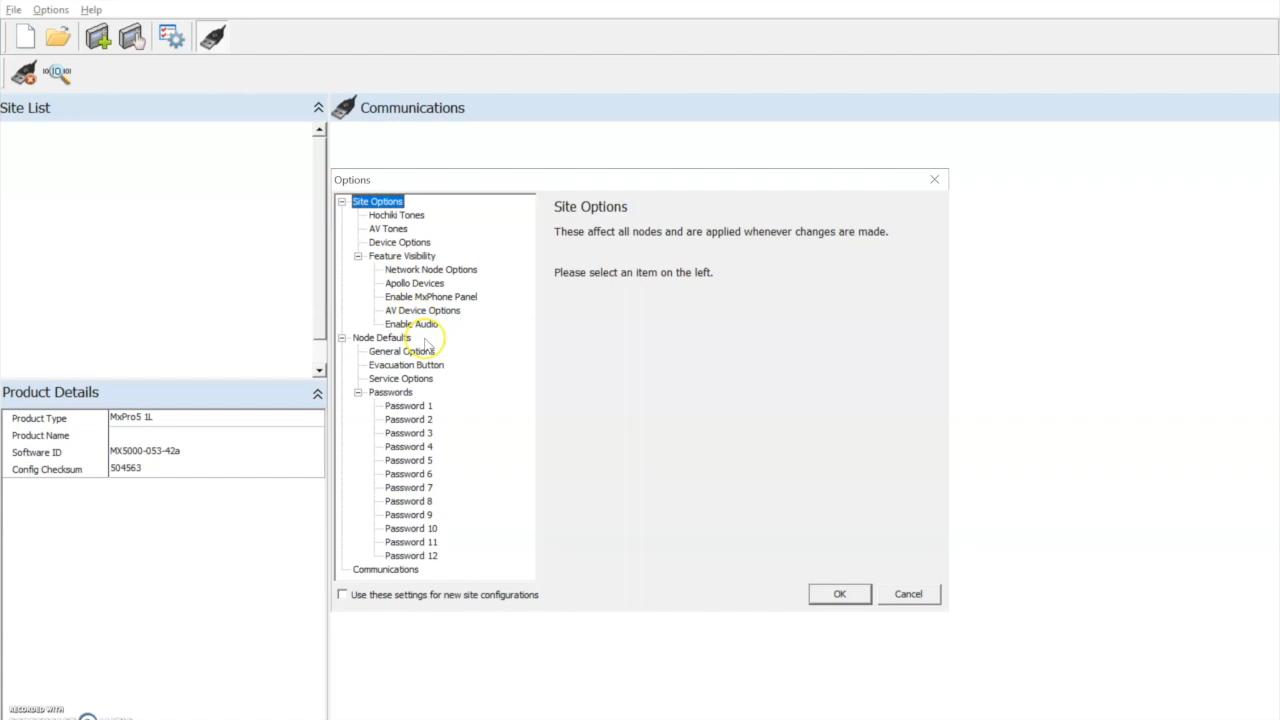 File Options Help
Site List
Communications
Options
Site Options
Hochiki Tones
AV Tones
Device Options
Feature Visibility
Network Node Options
Apollo Devices
Enable MxPhone Panel
AV Device Options
Enable Audio
Node Defaults
General Options
Evacuation Button
Service Options
Passwords
Password 1
Password 2
Password 3
Password 4
Password 5
Password 6
Password 7
Password 8
Password 9
Password 10
Password 11
Password 12
Communications
Site Options
These affect all nodes and are applied whenever changes are made.
Please select an item on the left.
Use these settings for new site configurations
OK Cancel
Product Details
Product Type MxPro5 1L
Product Name
Software ID MX5000-053-42a
Config Checksum 504563
RECORDED WITH